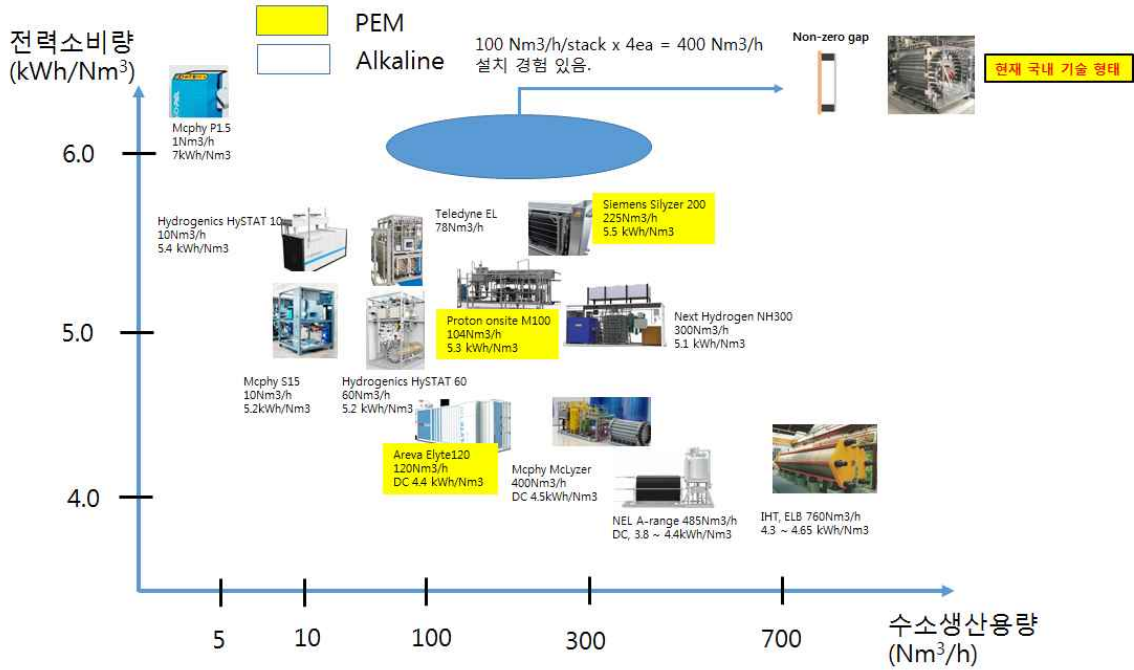 PEM
Alkaline
전력소비량
(kWh/Nm³)
100 Nm3/h/stack x 4ea = 400 Nm3/h
설치 경험 있음.
Non-zero gap
현재 국내 기술 형태
Mcphy P1.5
1Nm3/h
7kWh/Nm3
6.0
Hydrogenics HySTAT 10
10Nm3/h
5.4 kWh/Nm3
Teledyne EL
78Nm3/h
Siemens Silyzer 200
225Nm3/h
5.5 kWh/Nm3
5.0
Proton onsite M100
104Nm3/h
5.3 kWh/Nm3
Next Hydrogen NH300
300Nm3/h
5.1 kWh/Nm3
Mcphy S15
10Nm3/h
5.2kWh/Nm3
Hydrogenics HySTAT 60
60Nm3/h
5.2 kWh/Nm3
Areva Elyte120
120Nm3/h
DC 4.4 kWh/Nm3
Mcphy McLyzer
400Nm3/h
DC 4.5kWh/Nm3
4.0
NEL A-range 485Nm3/h
DC, 3.8 ~ 4.4kWh/Nm3
IHT, ELB 760Nm3/h
4.3 ~ 4.65 kWh/Nm3
5
10
100
300
700
수소생산용량
(Nm³/h)